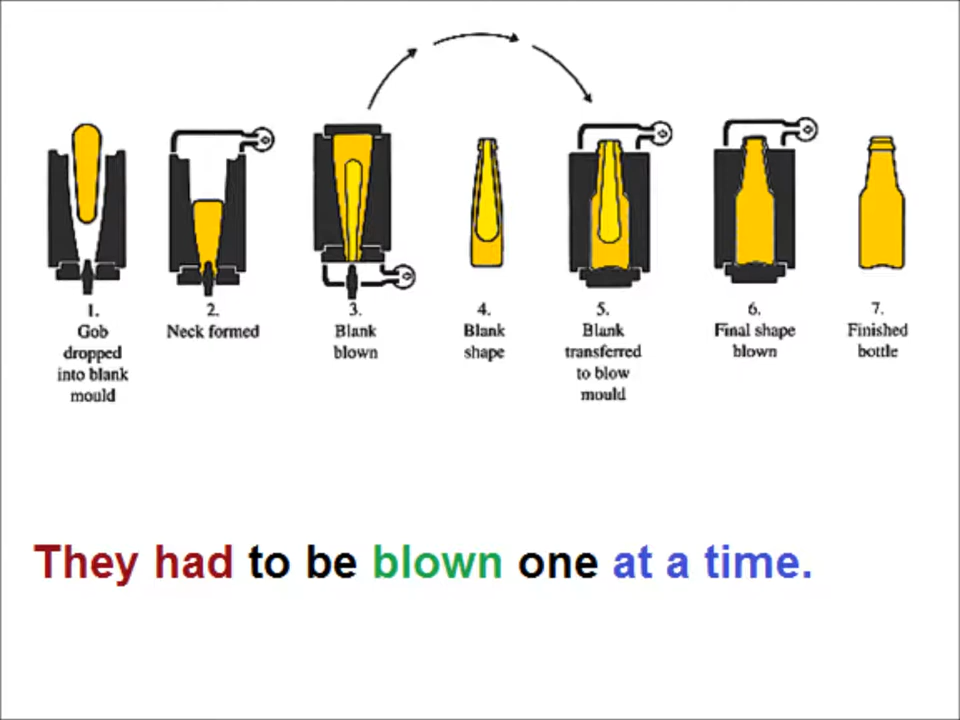 1.
Gob
dropped
into blank
mould
2.
Neck formed
3.
Blank
blown
4.
Blank
shape
5.
Blank
transferred
to blow
mould
6.
Final shape
blown
7.
Finished
bottle
They had to be blown one at a time.